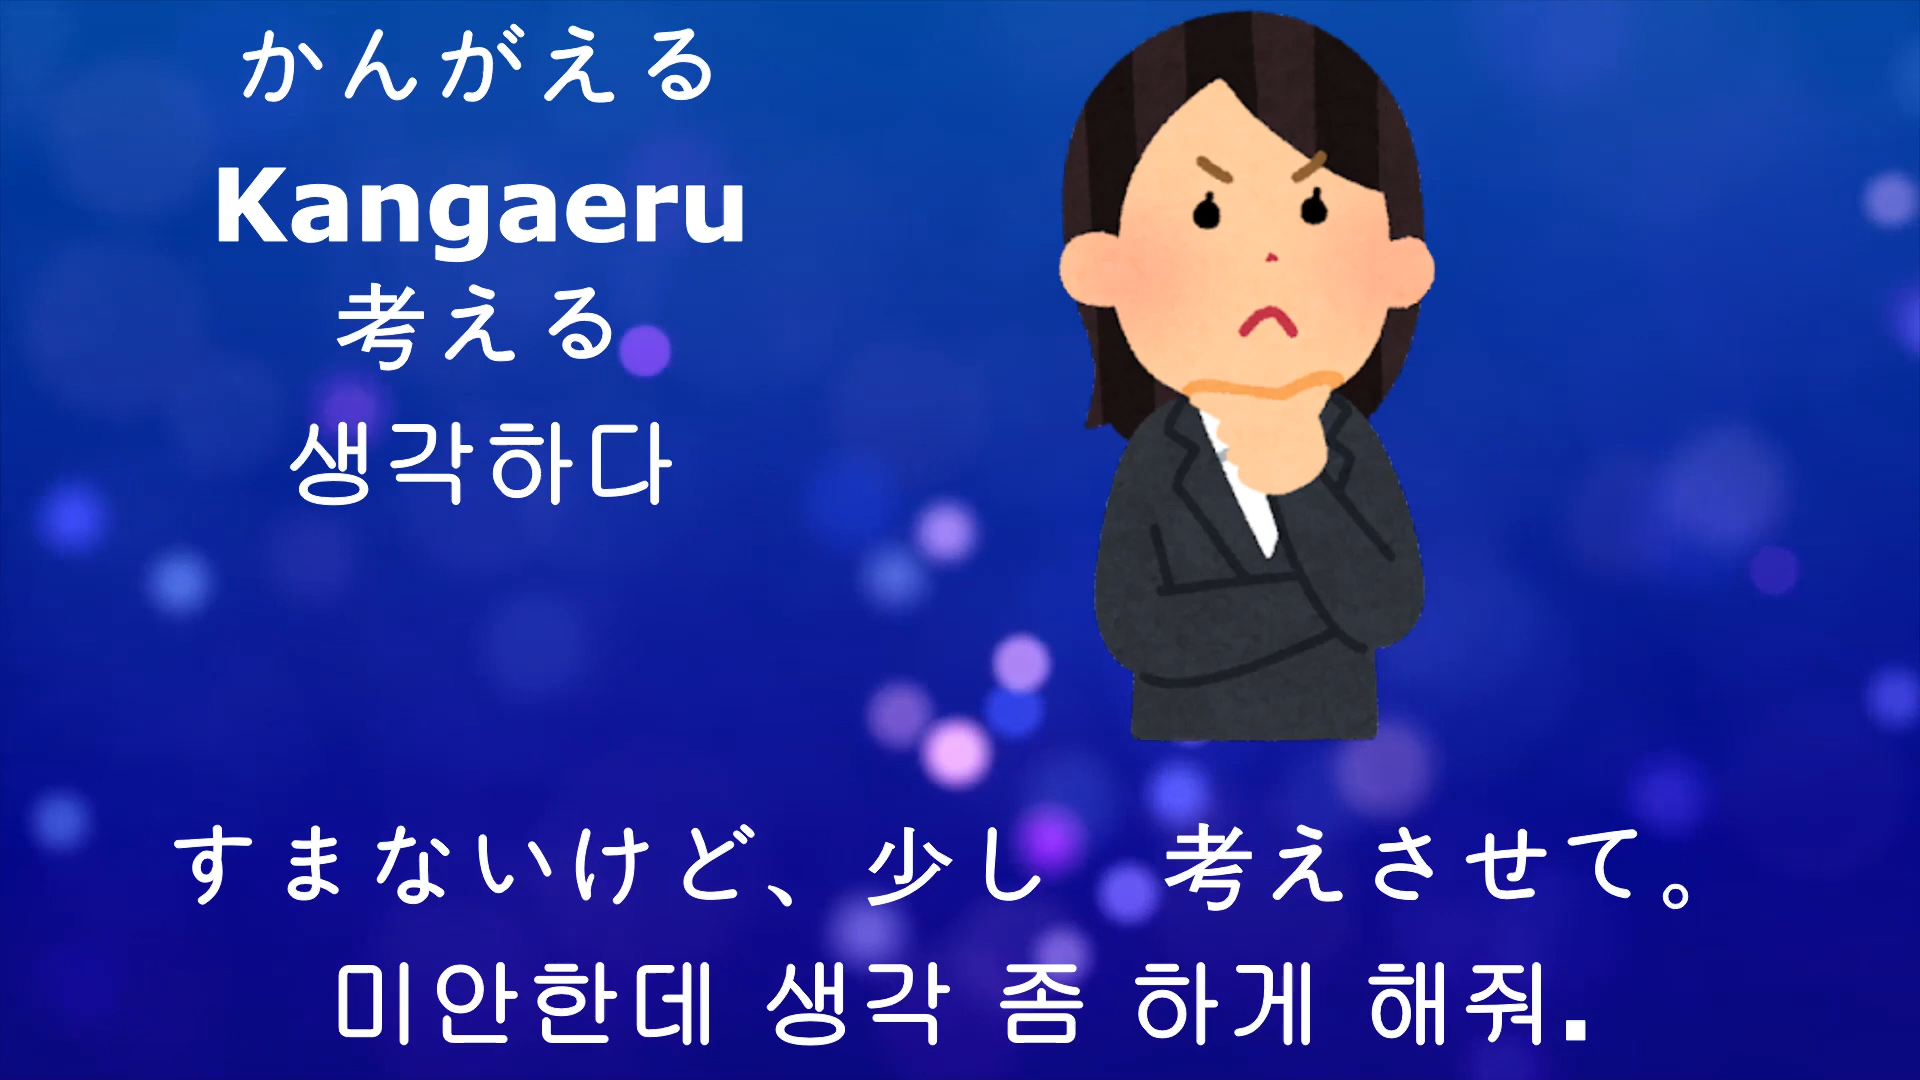 かんがえる
Kangaeru
考える
생각하다
すまないけど、少し　考えさせて。
미안한데 생각 좀 하게 해줘.